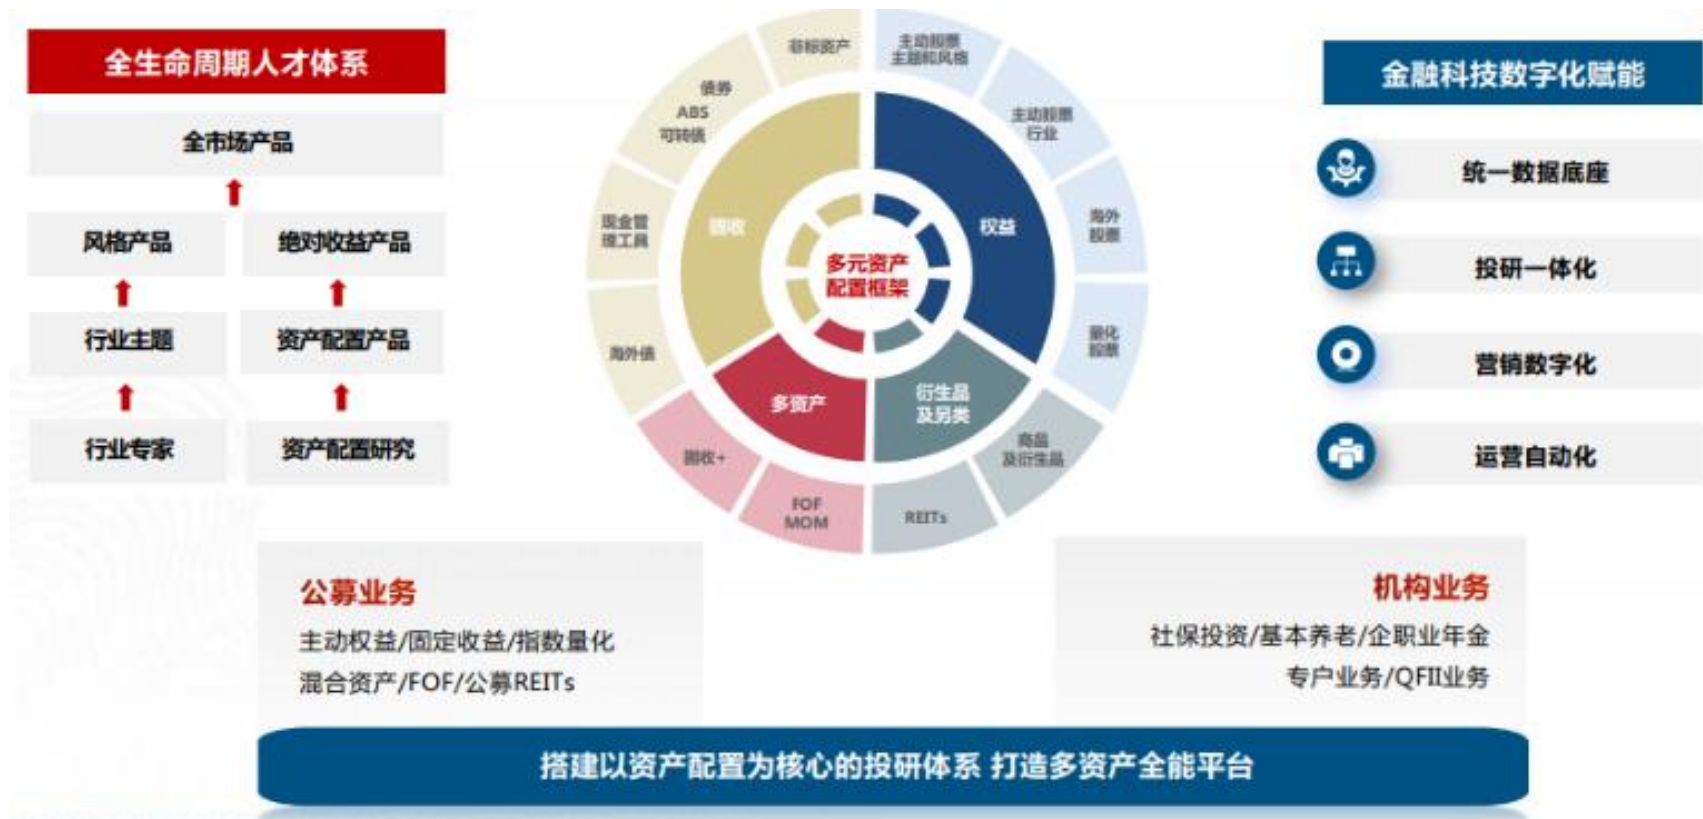 全生命周期人才体系
全市场产品
风格产品
绝对收益产品
行业主题
资产配置产品
行业专家
资产配置研究
非标资产
债券
ABS
可转债
现金管
理工具
海外债
固收
主动股票
主题和风格
主动股票
行业
海外
股票
量化
股票
权益
多元资产
配置框架
多资产
衍生品
及另类
固收+
FOF
MOM
REITs
商品
及衍生品
金融科技数字化赋能
统一数据底座
投研一体化
营销数字化
运营自动化
公募业务
主动权益/固定收益/指数量化
混合资产/FOF/公募REITs
机构业务
社保投资/基本养老/企职业年金
专户业务/QFII业务
搭建以资产配置为核心的投研体系 打造多资产全能平台